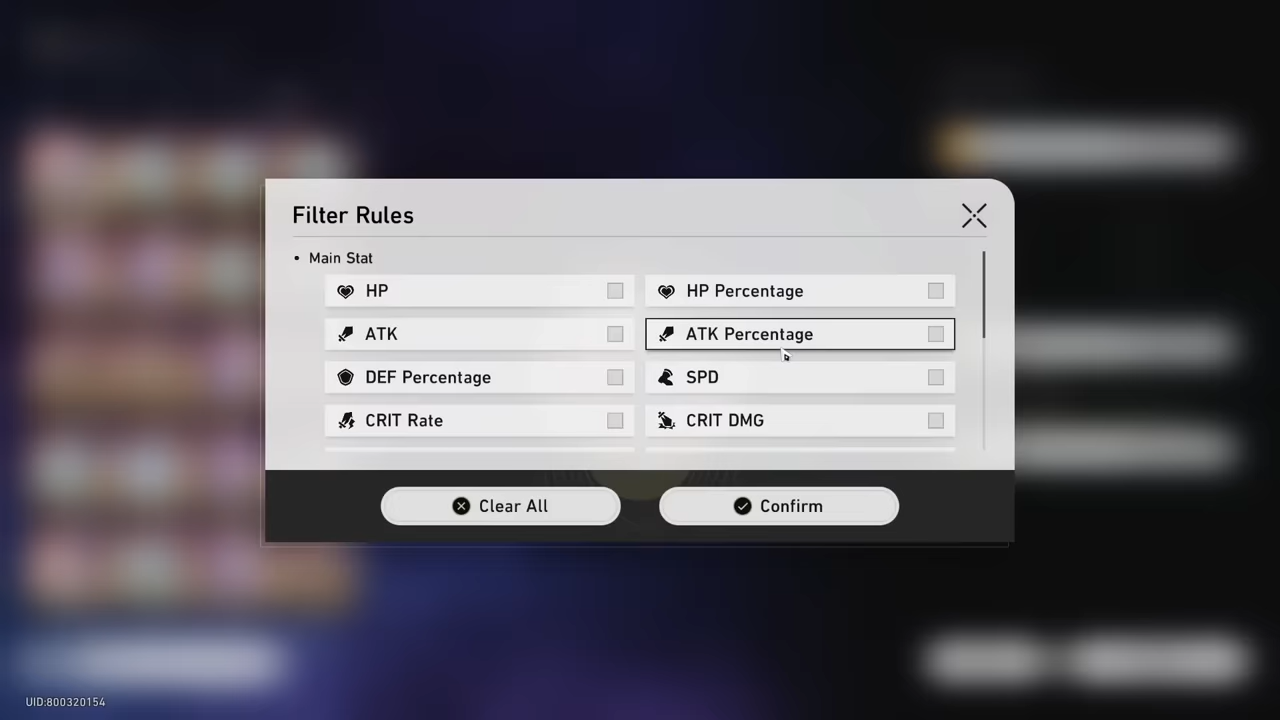 Filter Rules
• Main Stat
HP
HP Percentage
ATK
ATK Percentage
DEF Percentage
SPD
CRIT Rate
CRIT DMG
Clear All
Confirm
UID:800320154